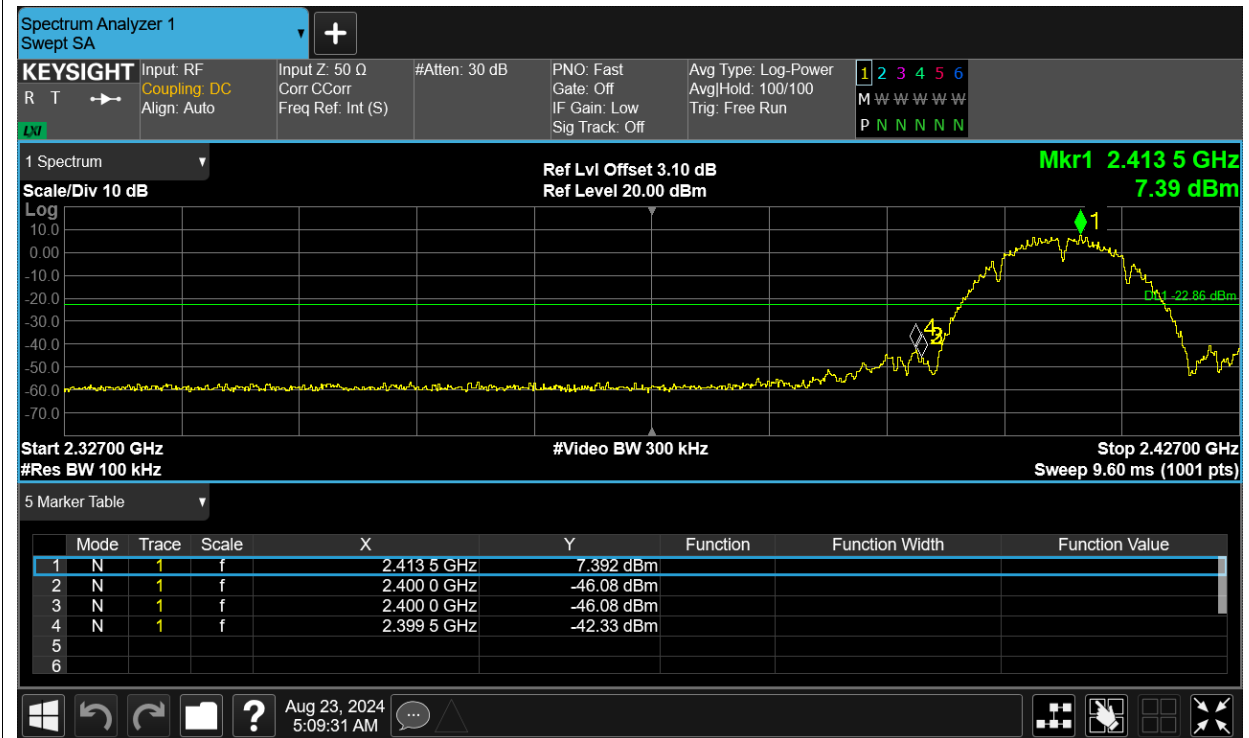 Spectrum Analyzer 1
Swept SA
+
KEYSIGHT Input: RF Input Z: 50 Ω #Atten: 30 dB PNO: Fast Avg Type: Log-Power 1 2 3 4 5 6
R T Coupling: DC Corr CCorr Gate: Off Avg|Hold: 100/100 M W W W W W
Align: Auto Freq Ref: Int (S) IF Gain: Low Trig: Free Run
LXI Sig Track: Off P N N N N N
1 Spectrum Ref Lvl Offset 3.10 dB Mkr1 2.413 5 GHz
Scale/Div 10 dB Ref Level 20.00 dBm 7.39 dBm
Log
1
10.0
0.00
-10.0
-20.0
DL1 -22.86 dBm
-30.0
4
-40.0
-50.0
-60.0
-70.0
Start 2.32700 GHz #Video BW 300 kHz Stop 2.42700 GHz
#Res BW 100 kHz Sweep 9.60 ms (1001 pts)
5 Marker Table
Mode Trace Scale X Y Function Function Width Function Value
1 N 1 f 2.413 5 GHz 7.392 dBm
2 N 1 f 2.400 0 GHz -46.08 dBm
3 N 1 f 2.400 0 GHz -46.08 dBm
4 N 1 f 2.399 5 GHz -42.33 dBm
5
6
? Aug 23, 2024
5:09:31 AM